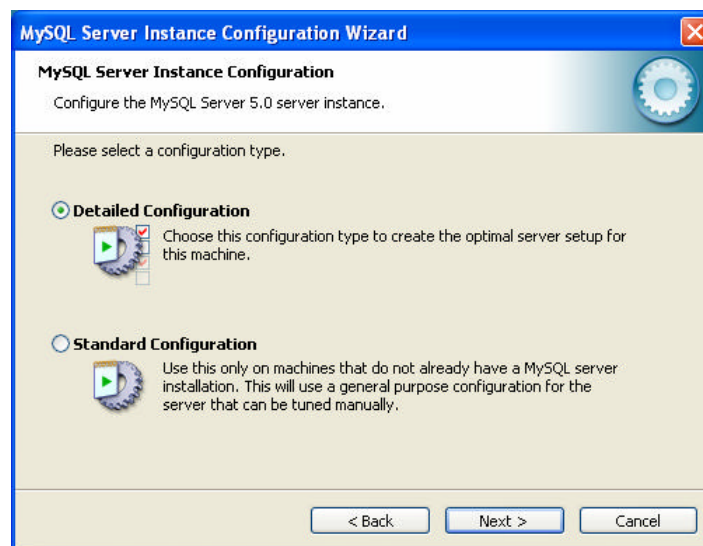 MySQL Server Instance Configuration Wizard
MySQL Server Instance Configuration
Configure the MySQL Server 5.0 server instance.
Please select a configuration type.
Detailed Configuration
Choose this configuration type to create the optimal server setup for
this machine.
Standard Configuration
Use this only on machines that do not already have a MySQL server
installation. This will use a general purpose configuration for the
server that can be tuned manually.
< Back
Next >
Cancel